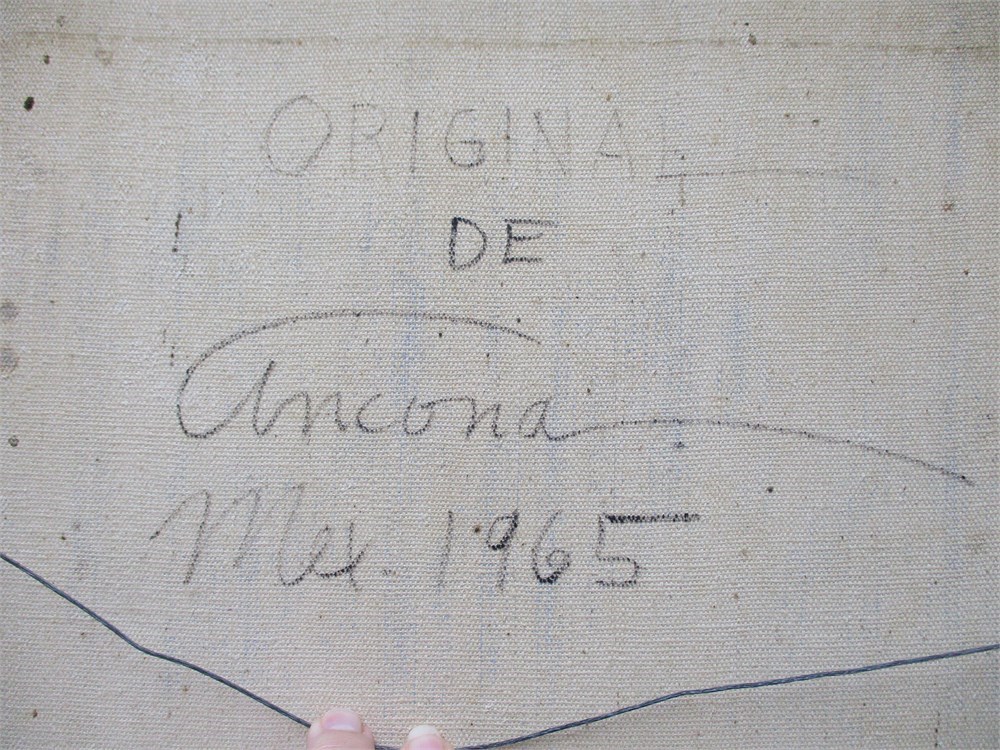 ORIGINAL
DE
Ancona
Mex. 1965